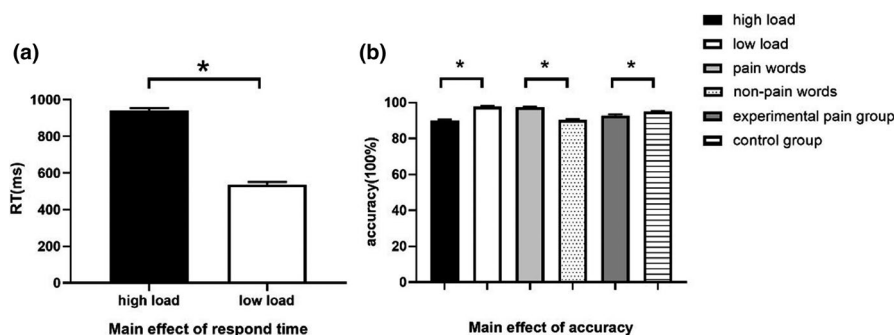 (a)
*
1000
800
600
400
200
0
RT(ms)
high load low load
Main effect of respond time
(b)
* * *
100
80
60
40
20
0
accuracy(100%)
Main effect of accuracy
high load
low load
pain words
non-pain words
experimental pain group
control group